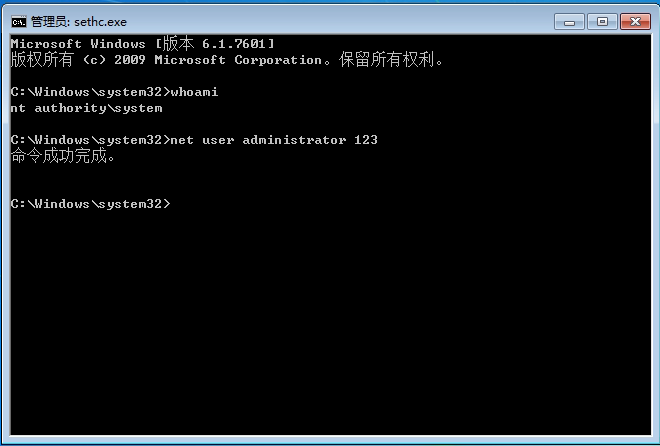 管理员: sethc.exe
Microsoft Windows [版本 6.1.7601]
版权所有 (c) 2009 Microsoft Corporation。保留所有权利。
C:\Windows\system32>whoami
nt authority\system
C:\Windows\system32>net user administrator 123
命令成功完成。
C:\Windows\system32>